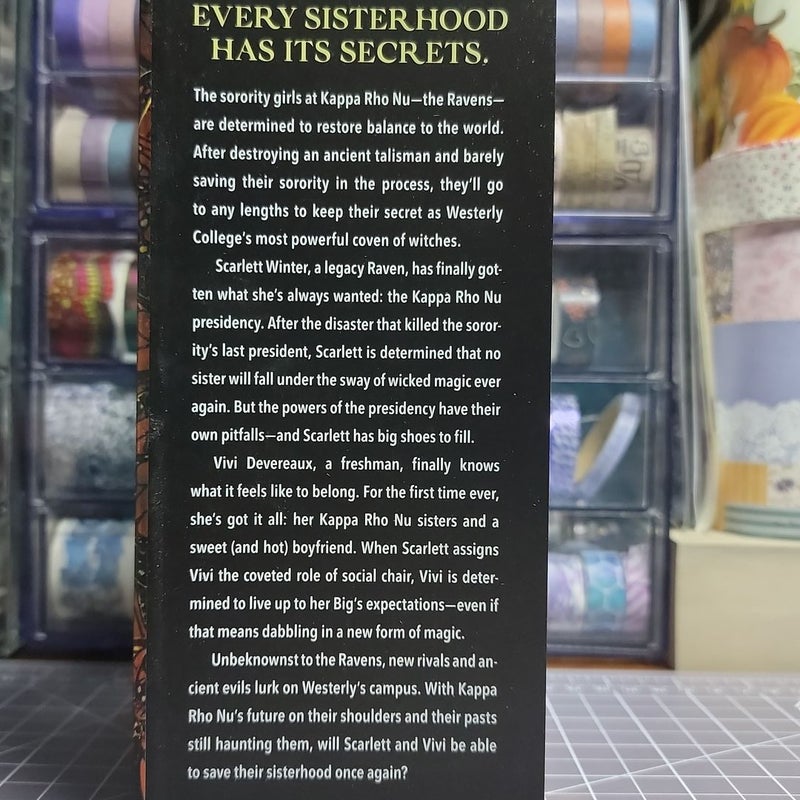 EVERY SISTERHOOD
HAS ITS SECRETS.
The sorority girls at Kappa Rho Nu—the Ravens—
are determined to restore balance to the world.
After destroying an ancient talisman and barely
saving their sorority in the process, they'll go
to any lengths to keep their secret as Westerly
College's most powerful coven of witches.
Scarlett Winter, a legacy Raven, has finally got-
ten what she's always wanted: the Kappa Rho Nu
presidency. After the disaster that killed the soror-
ity's last president, Scarlett is determined that no
sister will fall under the sway of wicked magic ever
again. But the powers of the presidency have their
own pitfalls—and Scarlett has big shoes to fill.
Vivi Devereaux, a freshman, finally knows
what it feels like to belong. For the first time ever,
she's got it all: her Kappa Rho Nu sisters and a
sweet (and hot) boyfriend. When Scarlett assigns
Vivi the coveted role of social chair, Vivi is deter-
mined to live up to her Big's expectations—even if
that means dabbling in a new form of magic.
Unbeknownst to the Ravens, new rivals and an-
cient evils lurk on Westerly's campus. With Kappa
Rho Nu's future on their shoulders and their pasts
still haunting them, will Scarlett and Vivi be able
to save their sisterhood once again?